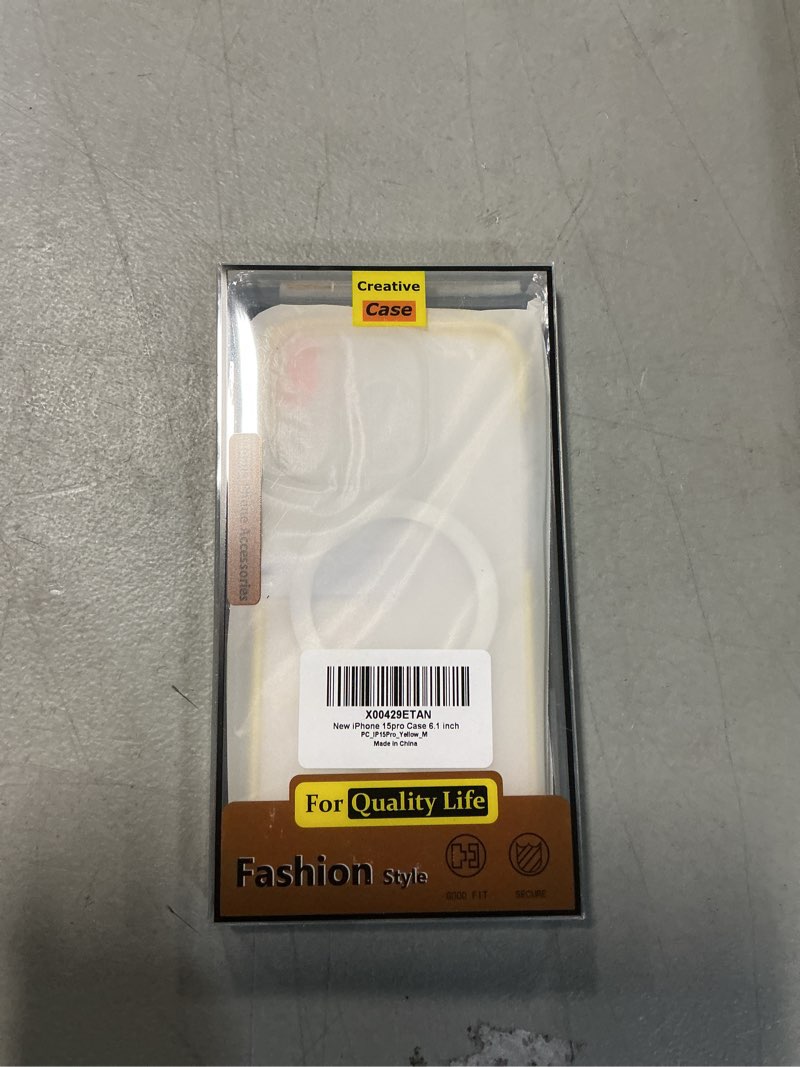 Creative
Case
Phone Accessories
X00429ETAN
New iPhone 15pro Case 6.1 inch
PC_IP15Pro_Yellow_M
Made in China
For Quality Life
Fashion Style
GOOD FIT
SECURE